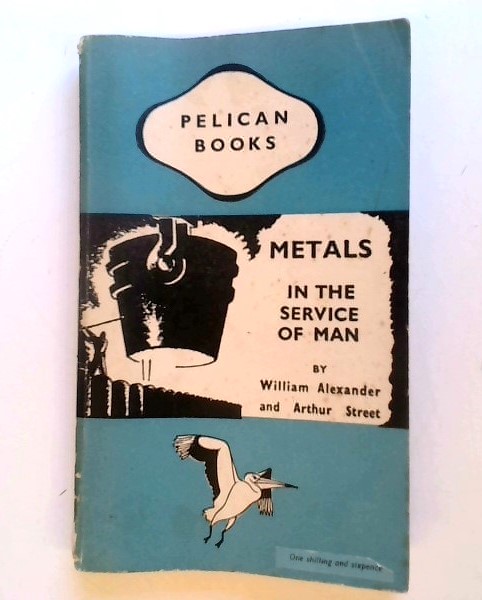 PELICAN
BOOKS
METALS
IN THE
SERVICE
OF MAN
BY
William Alexander
and Arthur Street
One shilling and sixpence